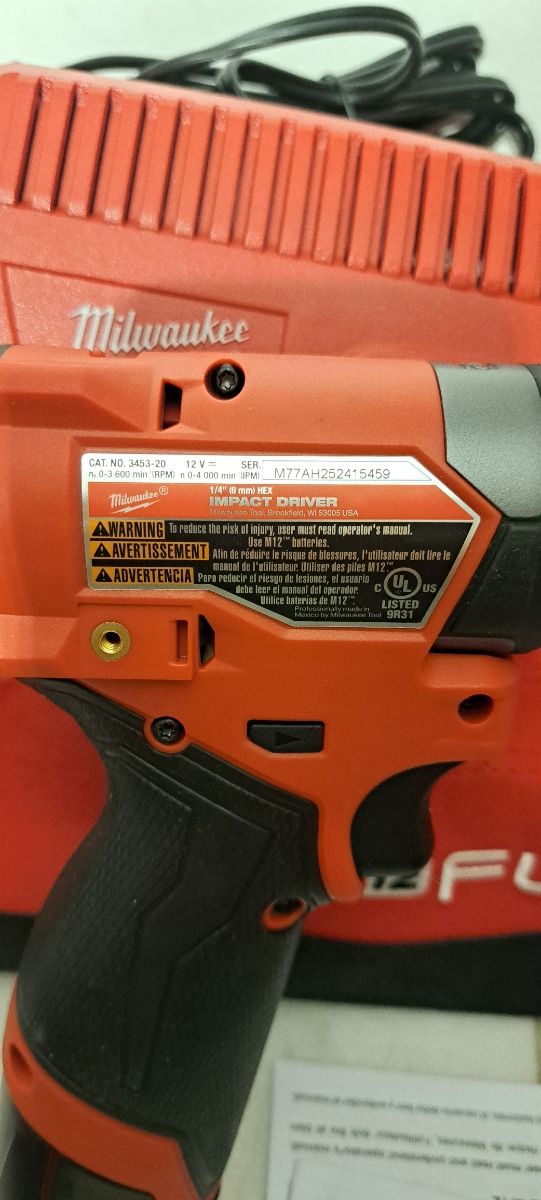 Milwaukee
CAT. NO. 3453-20 12 V ⎓ SER. M77AH252415459
n₀ 0-3 600 min⁻¹(RPM) n 0-4 000 min⁻¹(IPM)
Milwaukee®
1/4" (6 mm) HEX
IMPACT DRIVER
Milwaukee Tool, Brookfield, WI 53005 USA
WARNING To reduce the risk of injury, user must read operator's manual.
Use M12™ batteries.
AVERTISSEMENT Afin de réduire le risque de blessures, l'utilisateur doit lire le
manual de l'utilisateur. Utiliser des piles M12™.
ADVERTENCIA Para reducir el riesgo de lesiones, el usuario
debe leer el manual del operador.
Utilice baterias de M12™.
Professionally made in
Mexico by Milwaukee Tool
C UL US
LISTED
9R31
12 FU